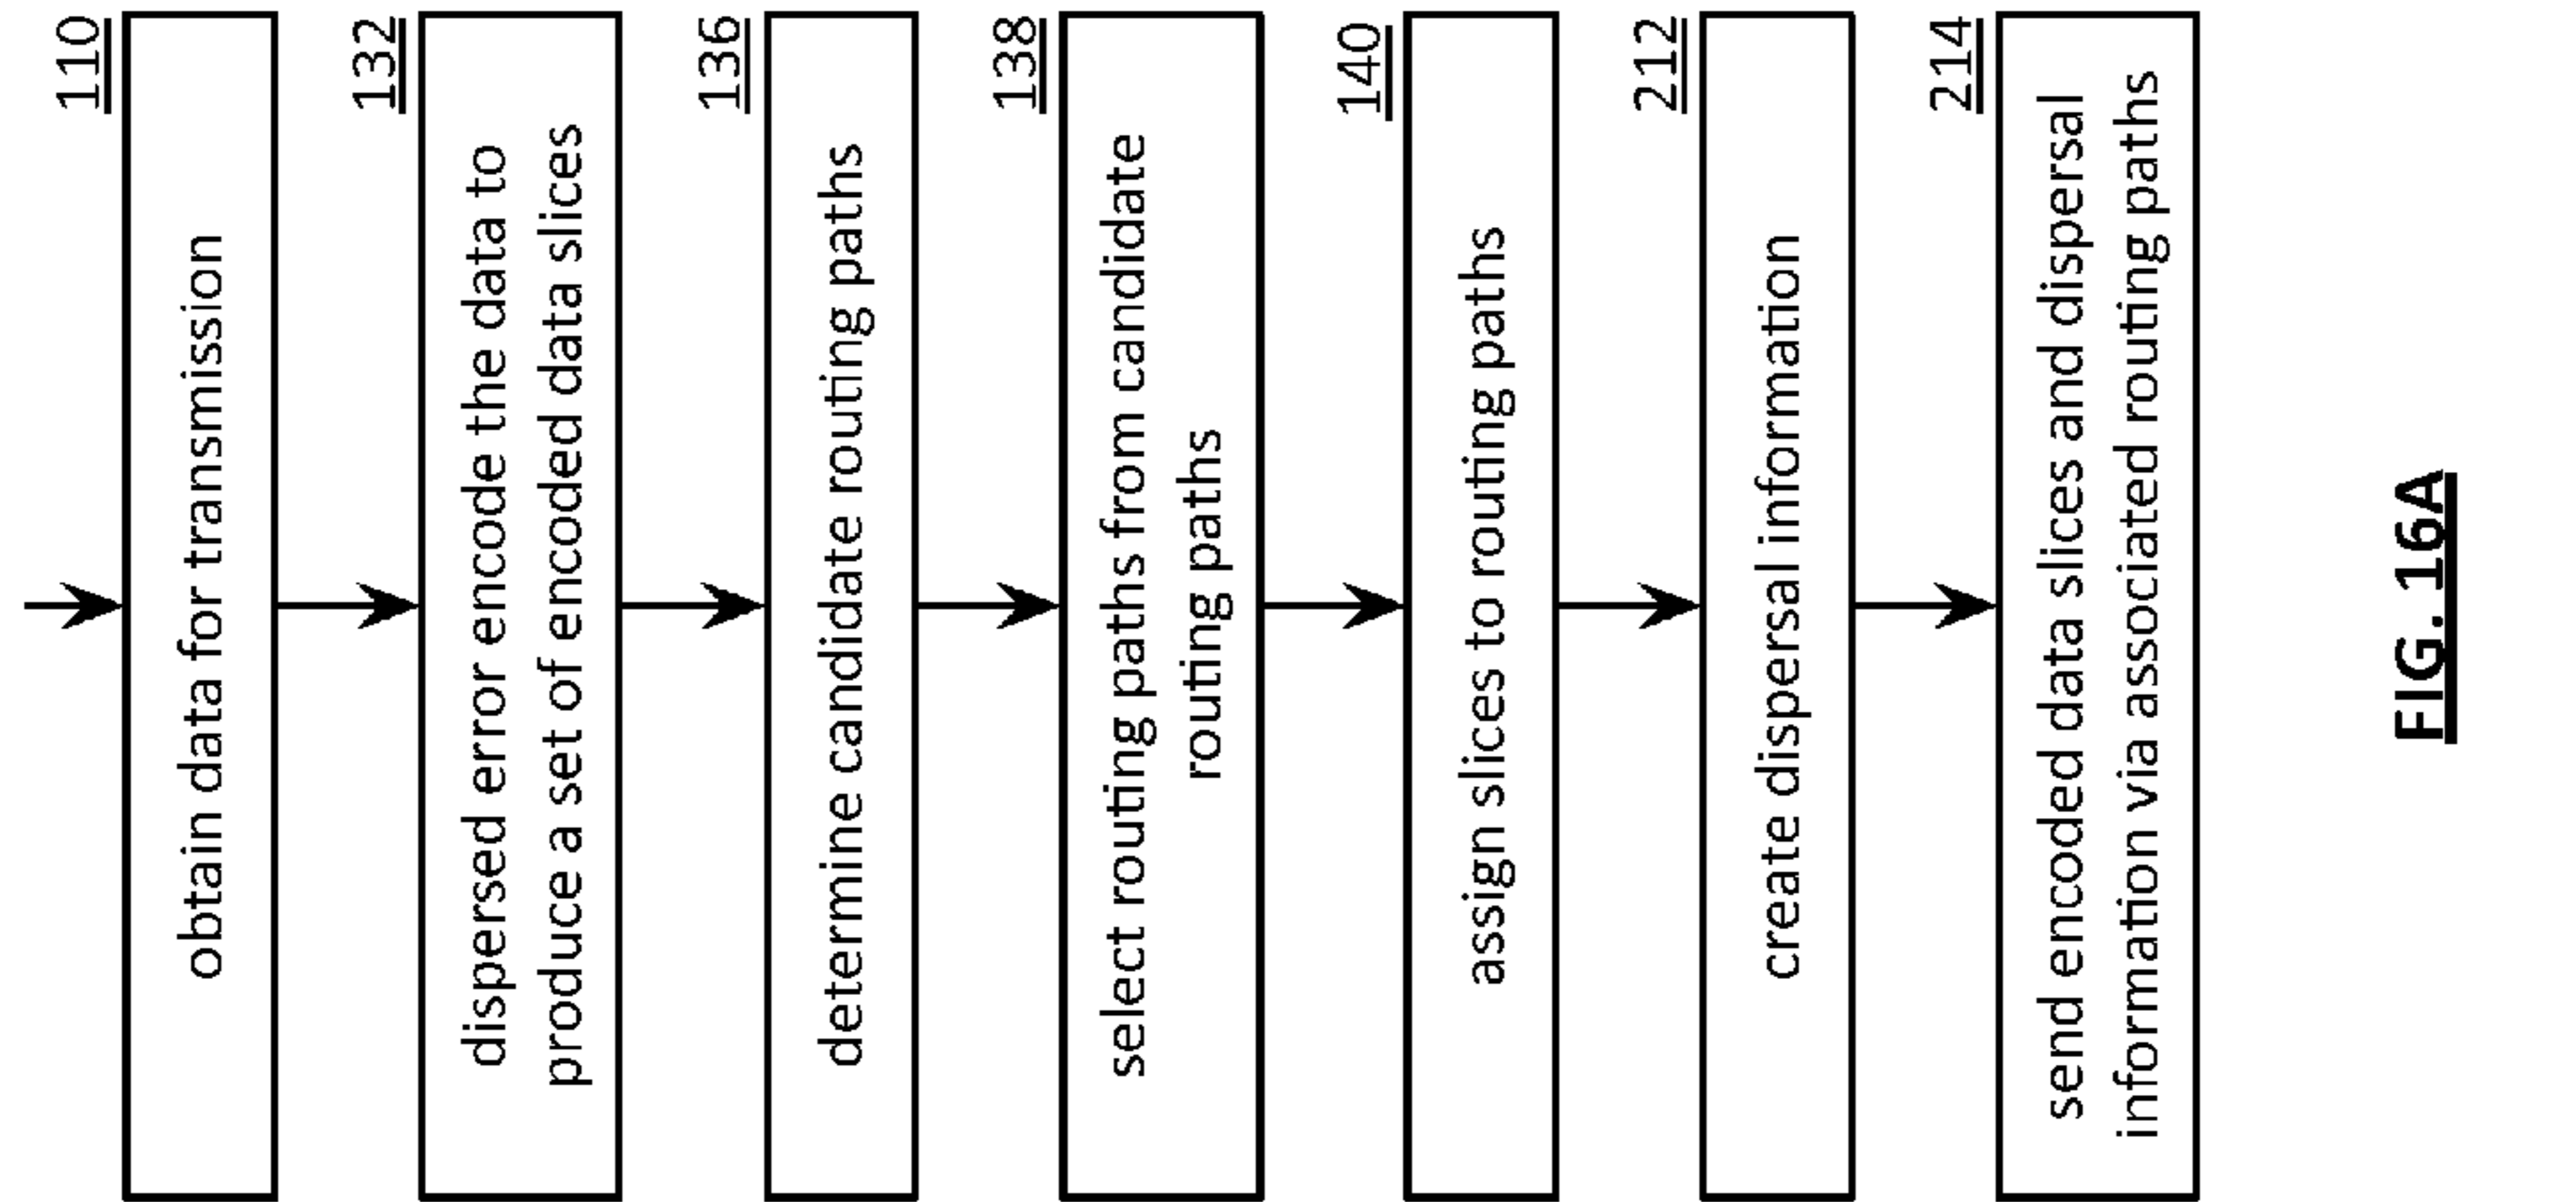 110
obtain data for transmission
132
dispersed error encode the data to
produce a set of encoded data slices
136
determine candidate routing paths
138
select routing paths from candidate
routing paths
140
assign slices to routing paths
212
create dispersal information
214
send encoded data slices and dispersal
information via associated routing paths
FIG. 16A